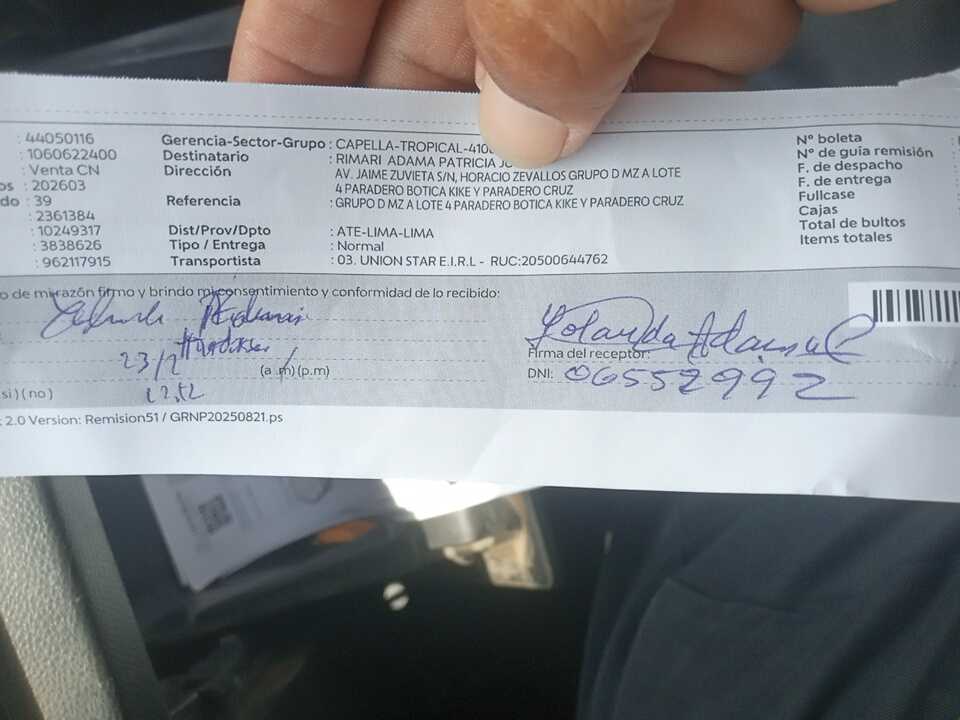 : 44050116
: 1060622400
: Venta CN
os : 202603
do : 39
: 2361384
: 10249317
: 3838626
: 962117915
Gerencia-Sector-Grupo : CAPELLA-TROPICAL-410
Destinatario : RIMARI ADAMA PATRICIA
Dirección : AV. JAIME ZUVIETA S/N, HORACIO ZEVALLOS GRUPO D MZ A LOTE
4 PARADERO BOTICA KIKE Y PARADERO CRUZ
Referencia : GRUPO D MZ A LOTE 4 PARADERO BOTICA KIKE Y PARADERO CRUZ
Dist/Prov/Dpto : ATE-LIMA-LIMA
Tipo / Entrega : Normal
Transportista : 03. UNION STAR E.I.R.L - RUC:20500644762
N° boleta
N° de guía remisión
F. de despacho
F. de entrega
Fullcase
Cajas
Total de bultos
Items totales
o de mi razón firmo y brindo mi consentimiento y conformidad de lo recibido:
23/2
(a.m)(p.m)
12,52
si)(no)
Yolanda
Firma del receptor:
DNI: 06552992
2.0 Version: Remision51 / GRNP20250821.ps